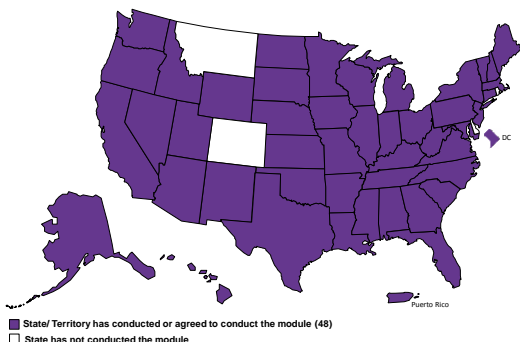 DC
Puerto Rico
State/ Territory has conducted or agreed to conduct the module (48)
State has not conducted the module